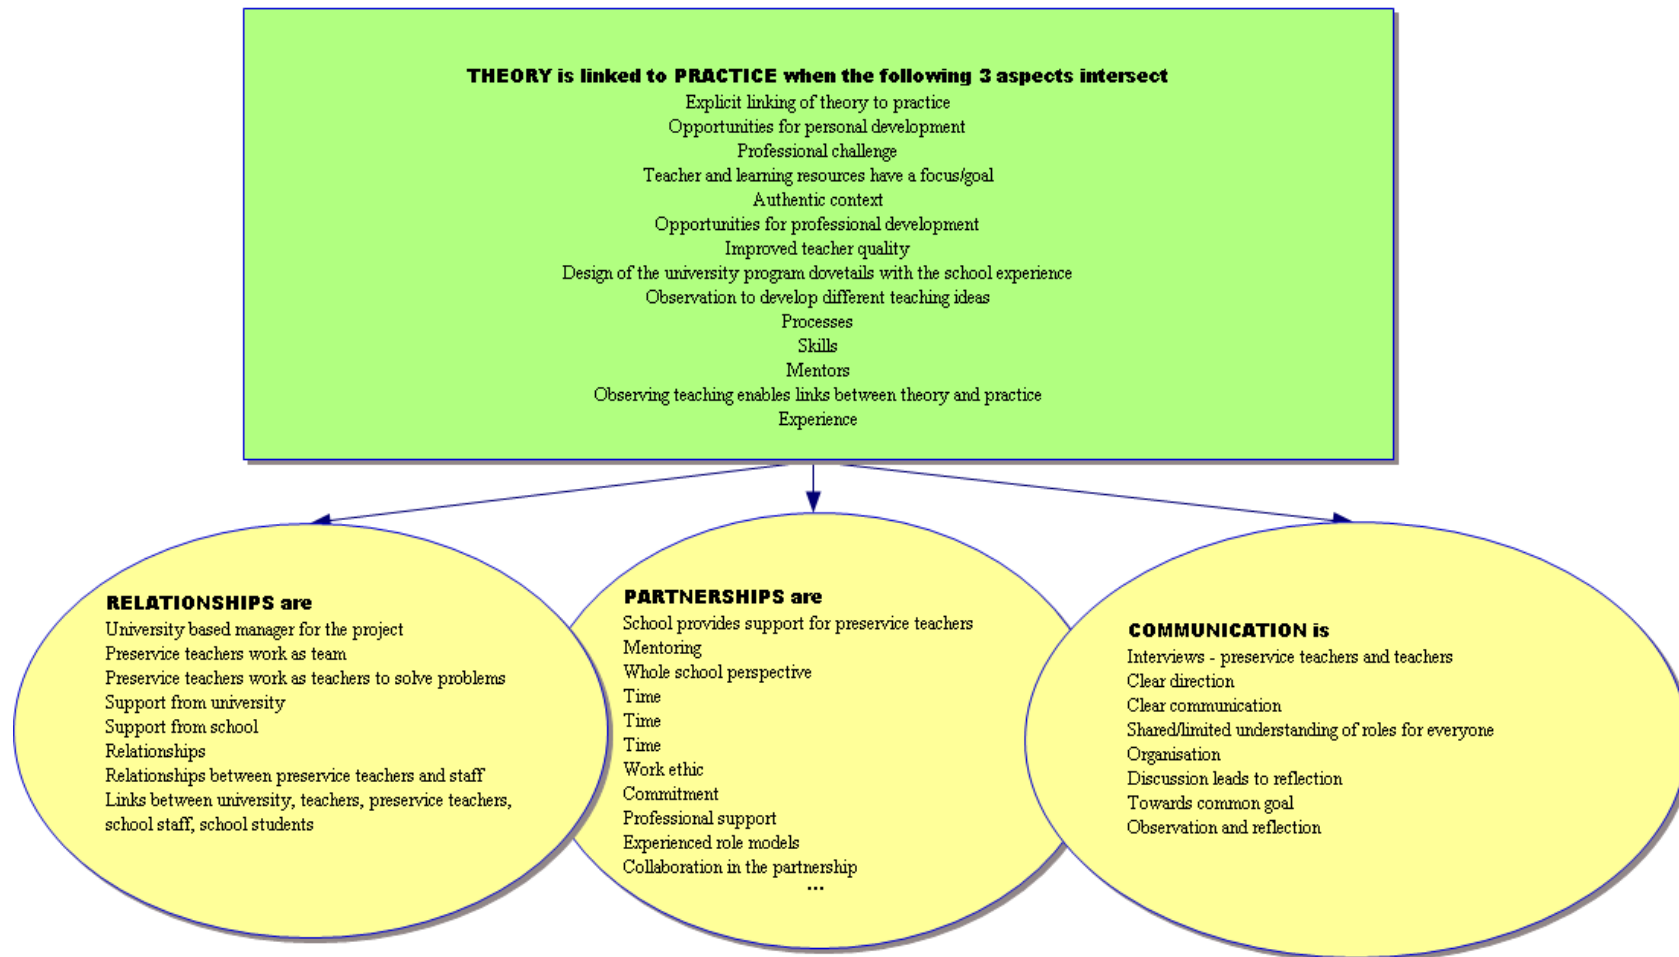 THEORY is linked to PRACTICE when the following 3 aspects intersect
Explicit linking of theory to practice
Opportunities for personal development
Professional challenge
Teacher and learning resources have a focus/goal
Authentic context
Opportunities for professional development
Improved teacher quality
Design of the university program dovetails with the school experience
Observation to develop different teaching ideas
Processes
Skills
Mentors
Observing teaching enables links between theory and practice
Experience
RELATIONSHIPS are
University based manager for the project
Preservice teachers work as team
Preservice teachers work as teachers to solve problems
Support from university
Support from school
Relationships
Relationships between preservice teachers and staff
Links between university, teachers, preservice teachers,
school staff, school students
PARTNERSHIPS are
School provides support for preservice teachers
Mentoring
Whole school perspective
Time
Time
Time
Work ethic
Commitment
Professional support
Experienced role models
Collaboration in the partnership
...
COMMUNICATION is
Interviews - preservice teachers and teachers
Clear direction
Clear communication
Shared/limited understanding of roles for everyone
Organisation
Discussion leads to reflection
Towards common goal
Observation and reflection